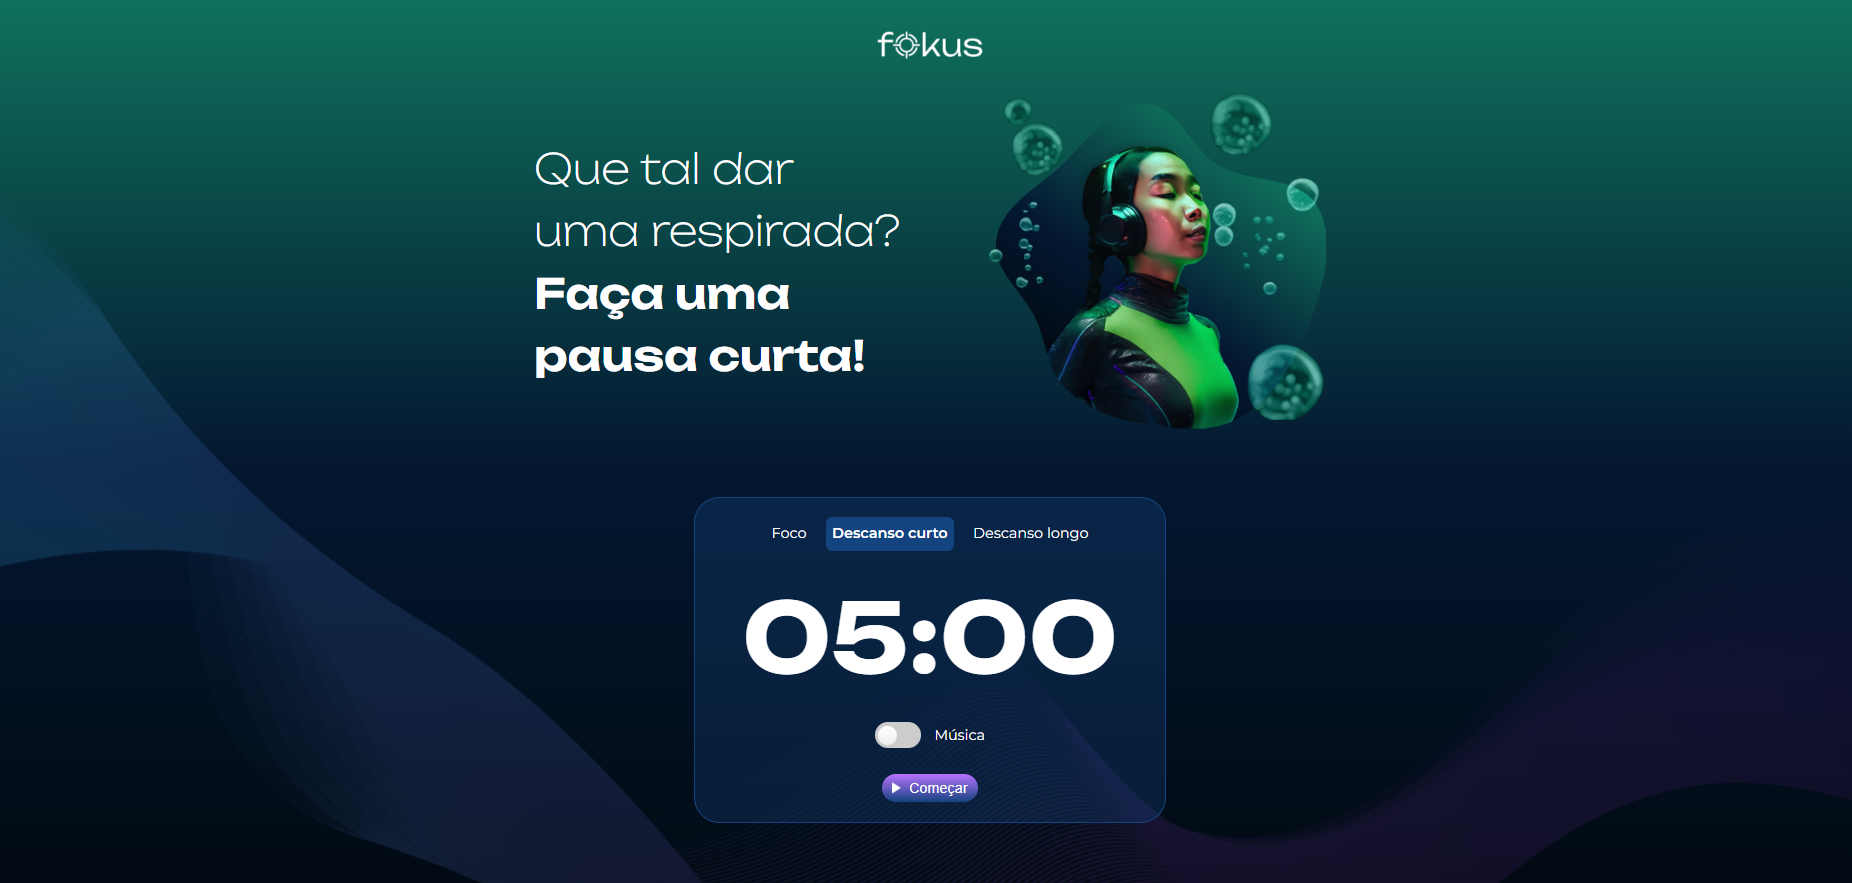 fokus
Que tal dar
uma respirada?
Faça uma
pausa curta!
Foco Descanso curto Descanso longo
05:00
Música
Começar